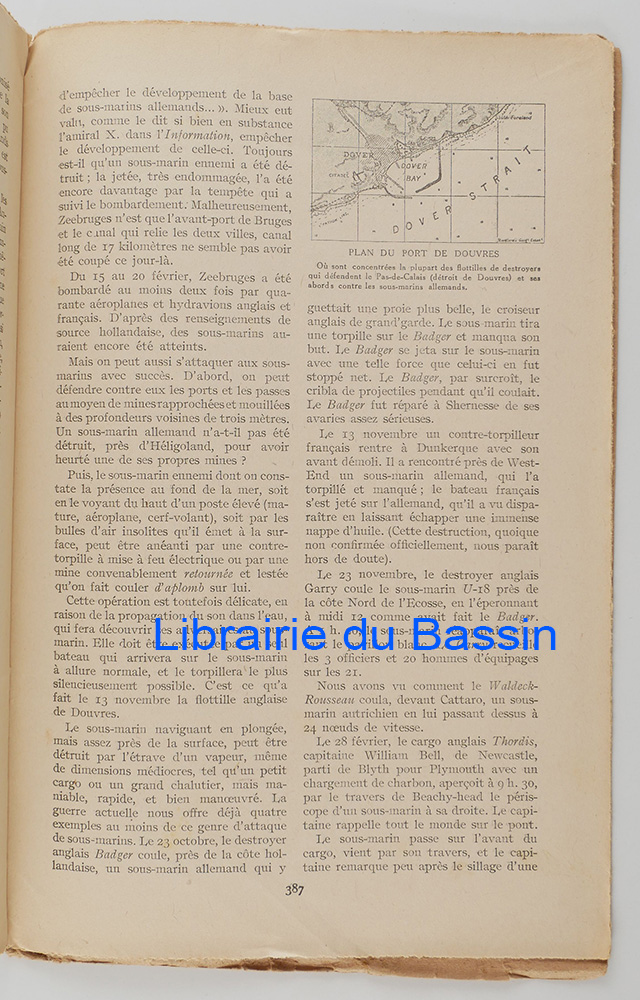 d'empêcher le développement de la base
de sous-marins allemands... ». Mieux eut
valu, comme le dit si bien en substance
l'amiral X. dans l'Information, empêcher
le développement de celle-ci. Toujours
est-il qu'un sous-marin ennemi a été dé-
truit ; la jetée, très endommagée, l'a été
encore davantage par la tempête qui a
suivi le bombardement. Malheureusement,
Zeebruges n'est que l'avant-port de Bruges
et le canal qui relie les deux villes, canal
long de 17 kilomètres ne semble pas avoir
été coupé ce jour-là.
Du 15 au 20 février, Zeebruges a été
bombardé au moins deux fois par qua-
rante aéroplanes et hydravions anglais et
français. D'après des renseignements de
source hollandaise, des sous-marins au-
raient encore été atteints.
Mais on peut aussi s'attaquer aux sous-
marins avec succès. D'abord, on peut
défendre contre eux les ports et les passes
au moyen de mines rapprochées et mouillées
à des profondeurs voisines de trois mètres.
Un sous-marin allemand n'a-t-il pas été
détruit, près d'Héligoland, pour avoir
heurté une de ses propres mines ?
Puis, le sous-marin ennemi dont on cons-
tate la présence au fond de la mer, soit
en le voyant du haut d'un poste élevé (ma-
ture, aéroplane, cerf-volant), soit par les
bulles d'air insolites qu'il émet à la sur-
face, peut être anéanti par une contre-
torpille à mise à feu électrique ou par une
mine convenablement retournée et lestée
qu'on fait couler d'aplomb sur lui.
Cette opération est toutefois délicate, en
raison de la propagation du son dans l'eau,
qui fera découvrir
marin. Elle doit
bateau qui arrivera sur le sous-marin
à allure normale, et le torpillera le plus
silencieusement possible. C'est ce qu'a
fait le 13 novembre la flottille anglaise
de Douvres.
Le sous-marin naviguant en plongée,
mais assez près de la surface, peut être
détruit par l'étrave d'un vapeur, même
de dimensions médiocres, tel qu'un petit
cargo ou un grand chalutier, mais ma-
niable, rapide, et bien manœuvré. La
guerre actuelle nous offre déjà quatre
exemples au moins de ce genre d'attaque
de sous-marins. Le 23 octobre, le destroyer
anglais Badger coule, près de la côte hol-
landaise, un sous-marin allemand qui y
DOVER
CITADEL
DOVER
BAY
DOVER STRAIT
PLAN DU PORT DE DOUVRES
Où sont concentrées la plupart des flottilles de destroyers
qui défendent le Pas-de-Calais (détroit de Douvres) et ses
abords contre les sous-marins allemands.
guettait une proie plus belle, le croiseur
anglais de grand'garde. Le sous-marin tira
une torpille sur le Badger et manqua son
but. Le Badger se jeta sur le sous-marin
avec une telle force que celui-ci en fut
stoppé net. Le Badger, par surcroît, le
cribla de projectiles pendant qu'il coulait.
Le Badger fut réparé à Shernesse de ses
avaries assez sérieuses.
Le 13 novembre un contre-torpilleur
français rentre à Dunkerque avec son
avant démoli. Il a rencontré près de West-
End un sous-marin allemand, qui l'a
torpillé et manqué ; le bateau français
s'est jeté sur l'allemand, qu'il a vu dispa-
raître en laissant échapper une immense
nappe d'huile. (Cette destruction, quoique
non confirmée officiellement, nous paraît
hors de doute).
Le 23 novembre, le destroyer anglais
Garry coule le sous-marin U-18 près de
la côte Nord de l'Ecosse, en l'éperonnant
à midi 12 comme avait fait le Badger.
les 3 officiers et 20 hommes d'équipages
sur les 21.
Nous avons vu comment le Waldeck-
Rousseau coula, devant Cattaro, un sous-
marin autrichien en lui passant dessus à
24 nœuds de vitesse.
Le 28 février, le cargo anglais Thordis,
capitaine William Bell, de Newcastle,
parti de Blyth pour Plymouth avec un
chargement de charbon, aperçoit à 9 h. 30,
par le travers de Beachy-head le péris-
cope d'un sous-marin à sa droite. Le capi-
taine rappelle tout le monde sur le pont.
Le sous-marin passe sur l'avant du
cargo, vient par son travers, et le capi-
taine remarque peu après le sillage d'une
387
Librairie du Bassin